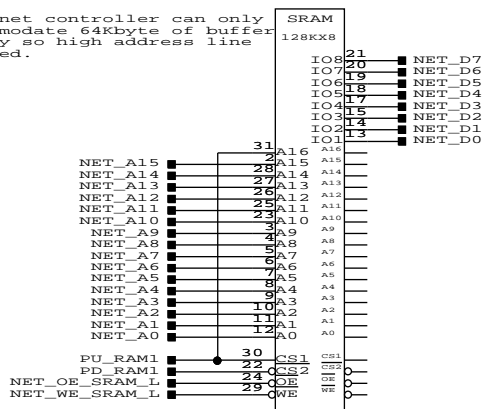 net controller can only
modate 64Kbyte of buffer
y so high address line
ed.
SRAM
128KX8
IO8 21 NET_D7
IO7 20 NET_D6
IO6 19 NET_D5
IO5 18 NET_D4
IO4 17 NET_D3
IO3 15 NET_D2
IO2 14 NET_D1
IO1 13 NET_D0
31 A16 A16
NET_A15 2 A15 A15
NET_A14 28 A14 A14
NET_A13 27 A13 A13
NET_A12 26 A12 A12
NET_A11 25 A11 A11
NET_A10 23 A10 A10
NET_A9 3 A9 A9
NET_A8 4 A8 A8
NET_A7 5 A7 A7
NET_A6 6 A6 A6
NET_A5 7 A5 A5
NET_A4 8 A4 A4
NET_A3 9 A3 A3
NET_A2 10 A2 A2
NET_A1 11 A1 A1
NET_A0 12 A0 A0
PU_RAM1 30 CS1 CS1
PD_RAM1 22 CS2 CS2
NET_OE_SRAM_L 24 OE OE
NET_WE_SRAM_L 29 WE WE